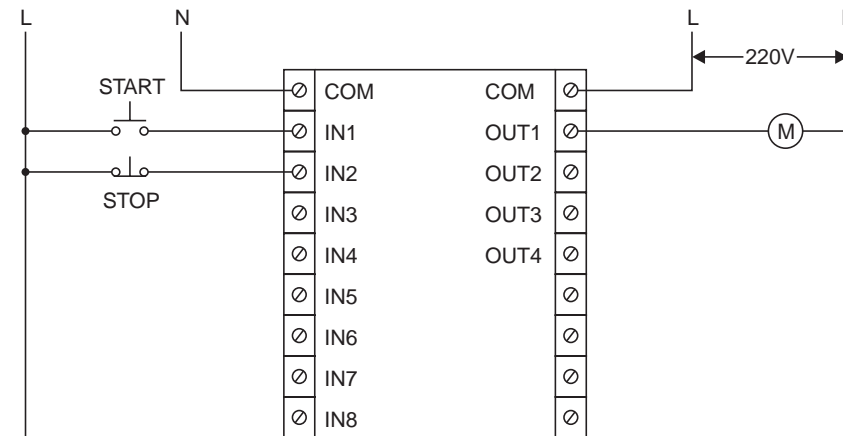 L N L
220V
START
COM COM
IN1 OUT1 M
IN2 OUT2
STOP
IN3 OUT3
IN4 OUT4
IN5
IN6
IN7
IN8